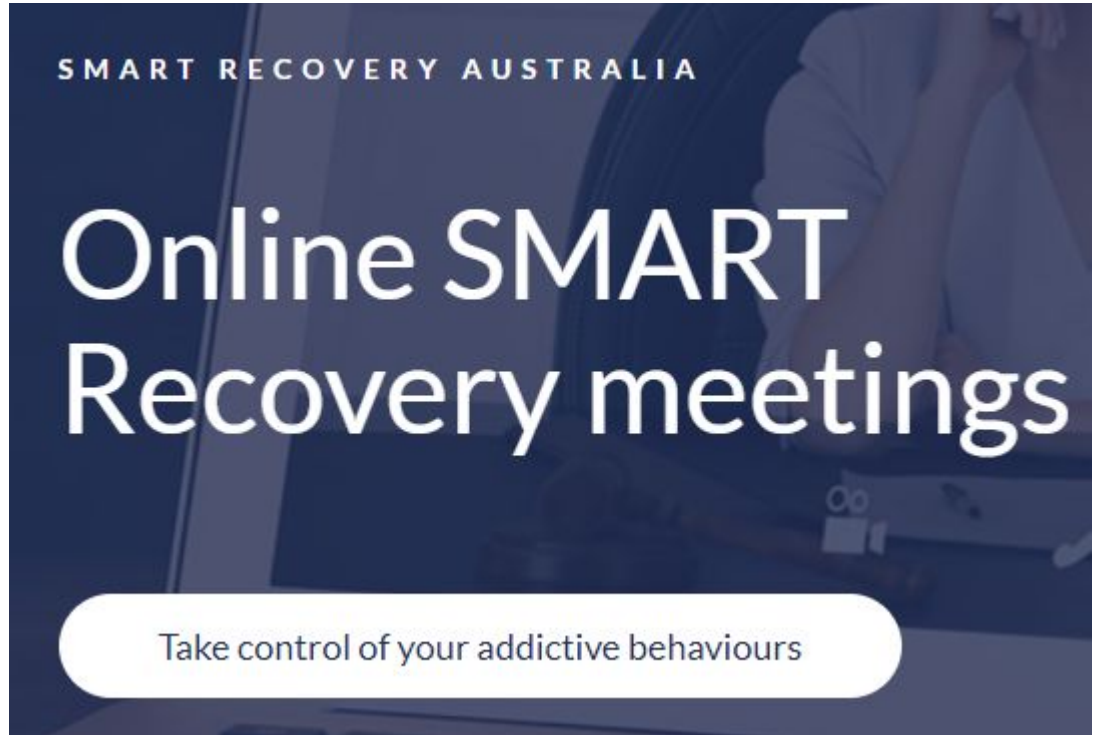 SMART RECOVERY AUSTRALIA
Online SMART
Recovery meetings
Take control of your addictive behaviours